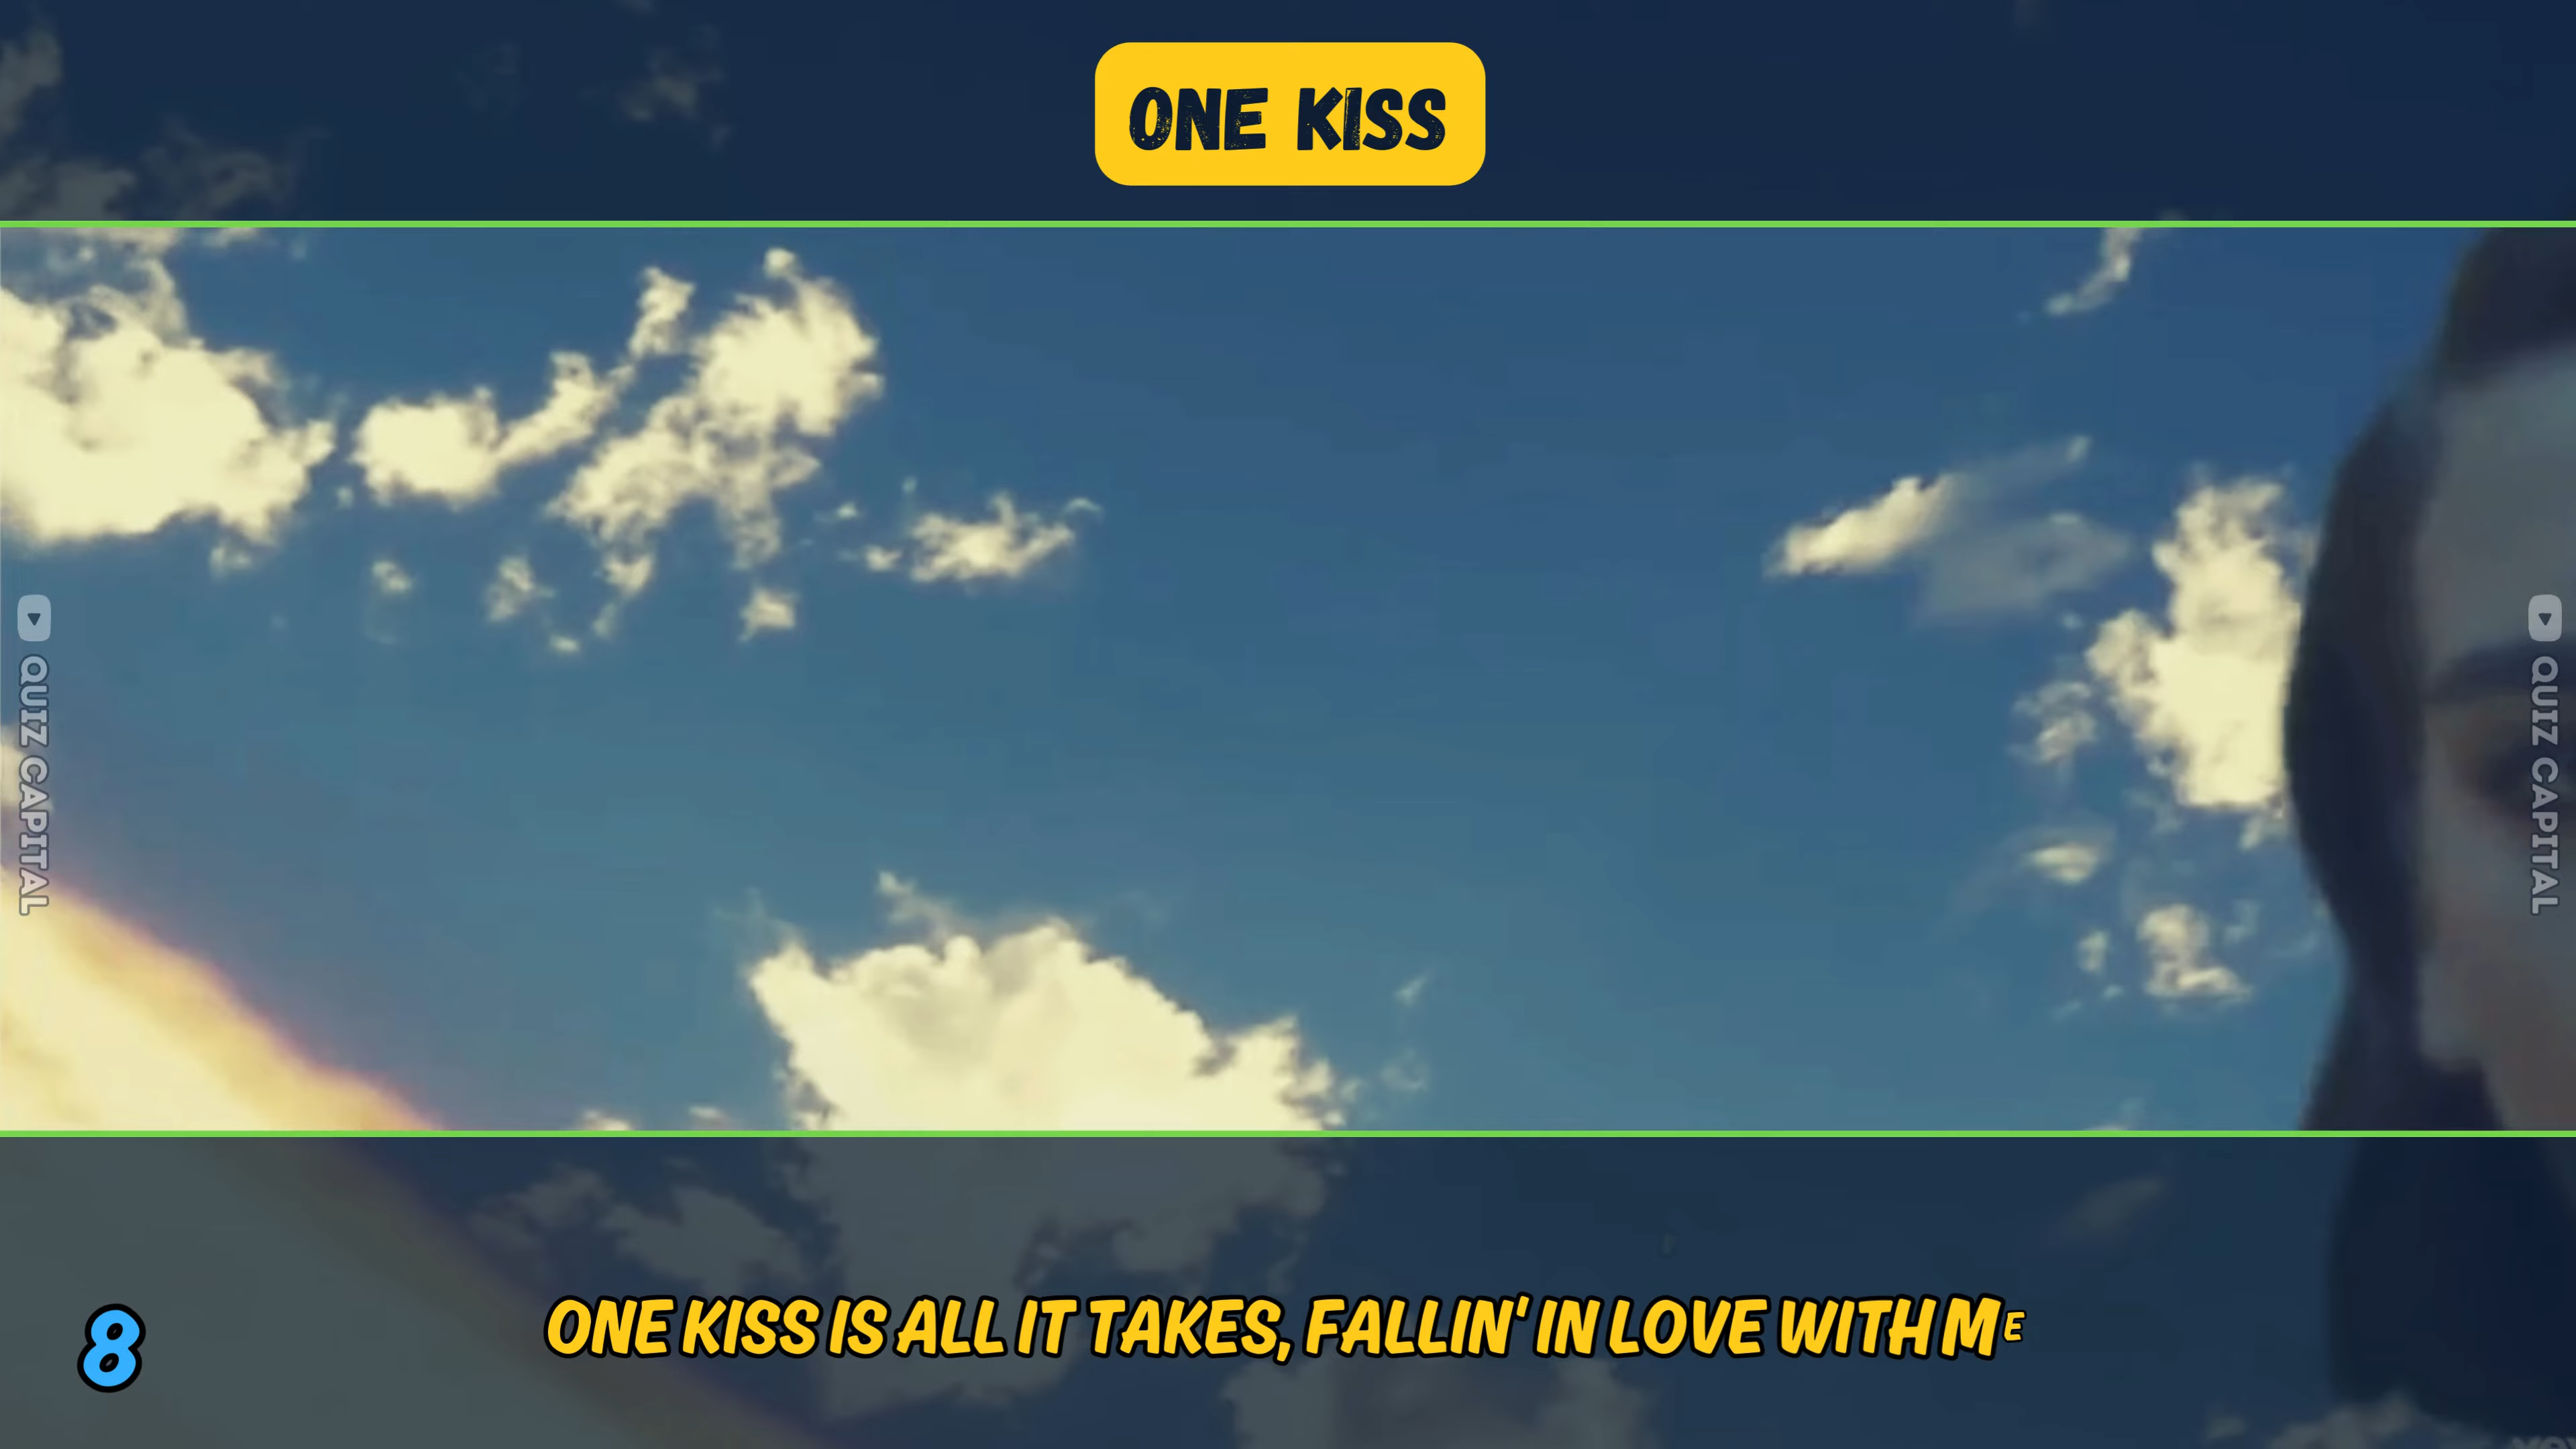 ONE KISS
QUIZ CAPITAL
QUIZ CAPITAL
8
ONE KISS IS ALL IT TAKES, FALLIN' IN LOVE WITH ME